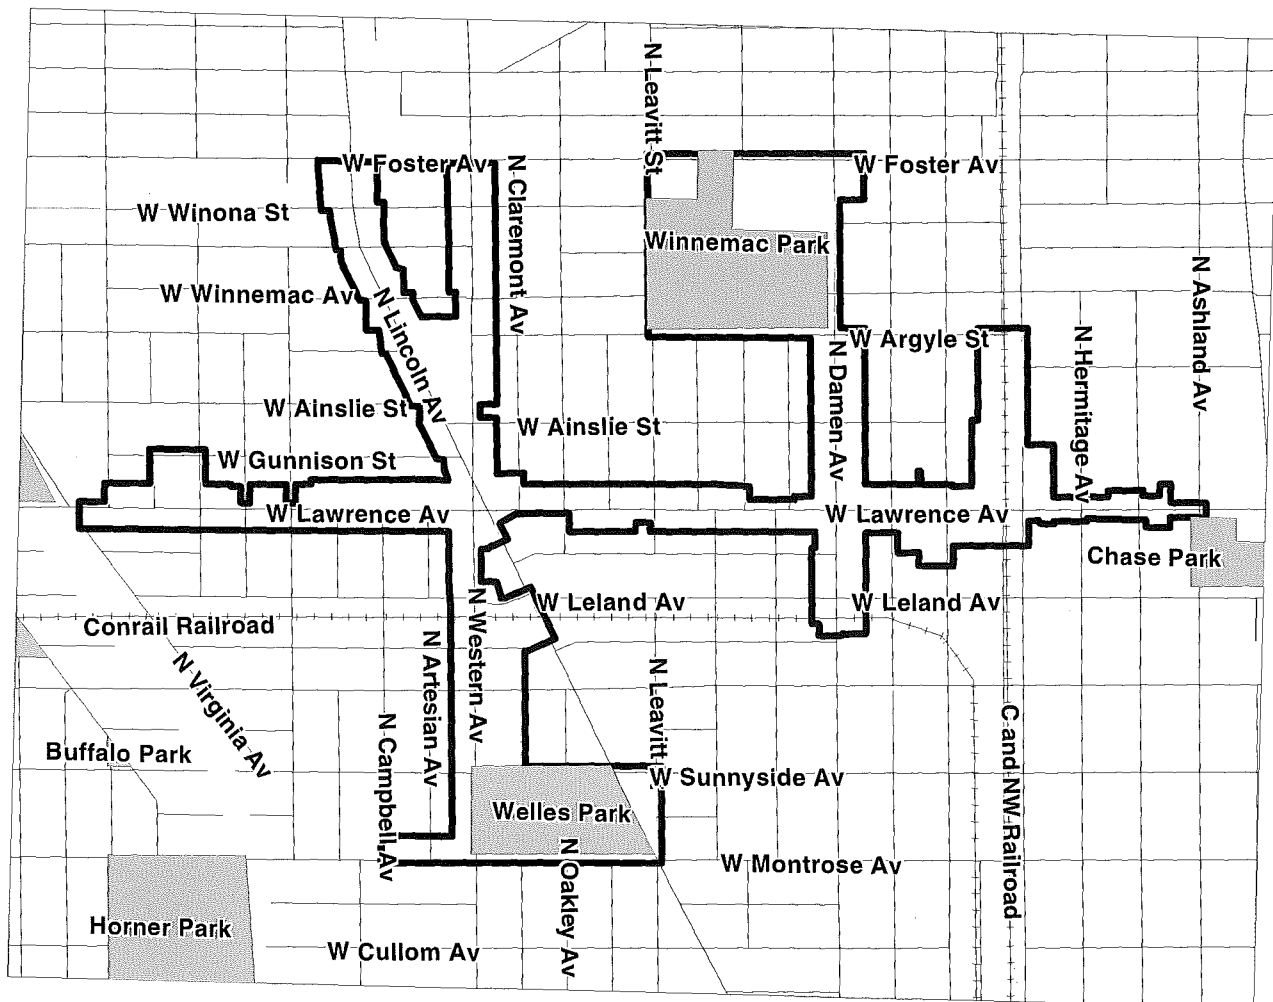 N Leavitt St
W Foster Av
N Claremont Av
W Foster Av
W Winona St
Winnemac Park
N Ashland Av
W Winnemac Av
N Lincoln Av
N Damen Av
W Argyle St
N Hermitage Av
W Ainslie St
W Ainslie St
W Gunnison St
W Lawrence Av
W Lawrence Av
Chase Park
N Western Av
W Leland Av
W Leland Av
Conrail Railroad
N Virginia Av
N Artesian Av
N Leavitt
C and NW Railroad
N Campbell Av
Buffalo Park
W Sunnyside Av
Welles Park
N Oakley Av
W Montrose Av
Horner Park
W Cullom Av